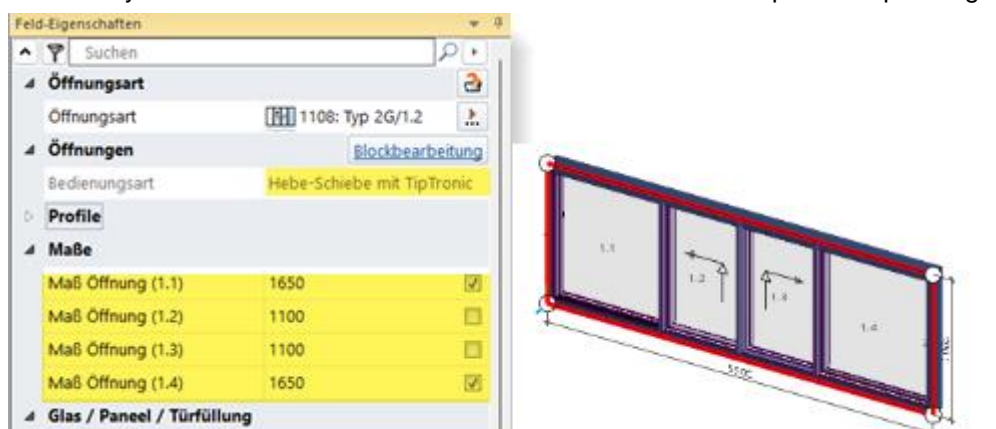 Feld-Eigenschaften
Suchen
Öffnungsart
Öffnungsart 1108: Typ 2G/1.2
Öffnungen Blockbearbeitung
Bedienungsart Hebe-Schiebe mit TipTronic
Profile
Maße
Maß Öffnung (1.1) 1650
Maß Öffnung (1.2) 1100
Maß Öffnung (1.3) 1100
Maß Öffnung (1.4) 1650
Glas / Paneel / Türfüllung
1.1
1.2
1.3
1.4
5500